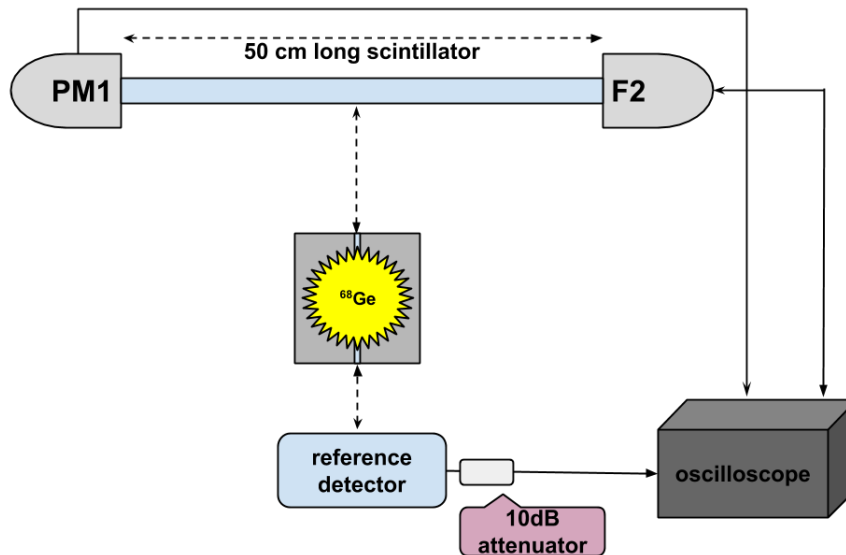 50 cm long scintillator
PM1
F2
⁶⁸Ge
reference
detector
oscilloscope
10dB
attenuator